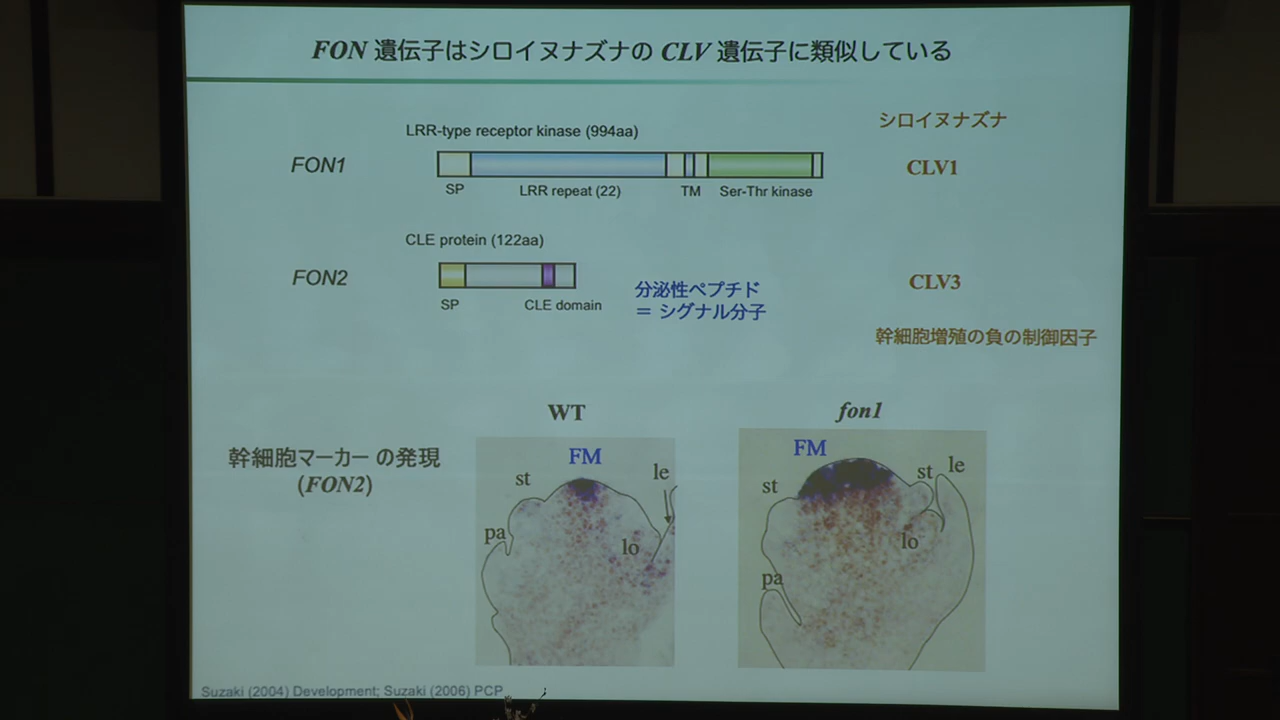 FON 遺伝子はシロイヌナズナの CLV 遺伝子に類似している
シロイヌナズナ
LRR-type receptor kinase (994aa)
FON1
CLV1
SP
LRR repeat (22)
TM
Ser-Thr kinase
CLE protein (122aa)
FON2
CLV3
SP
CLE domain
分泌性ペプチド
＝ シグナル分子
幹細胞増殖の負の制御因子
WT
fon1
幹細胞マーカー の発現
(FON2)
FM
st
le
pa
lo
FM
st
st
le
lo
pa
Suzaki (2004) Development; Suzaki (2006) PCP